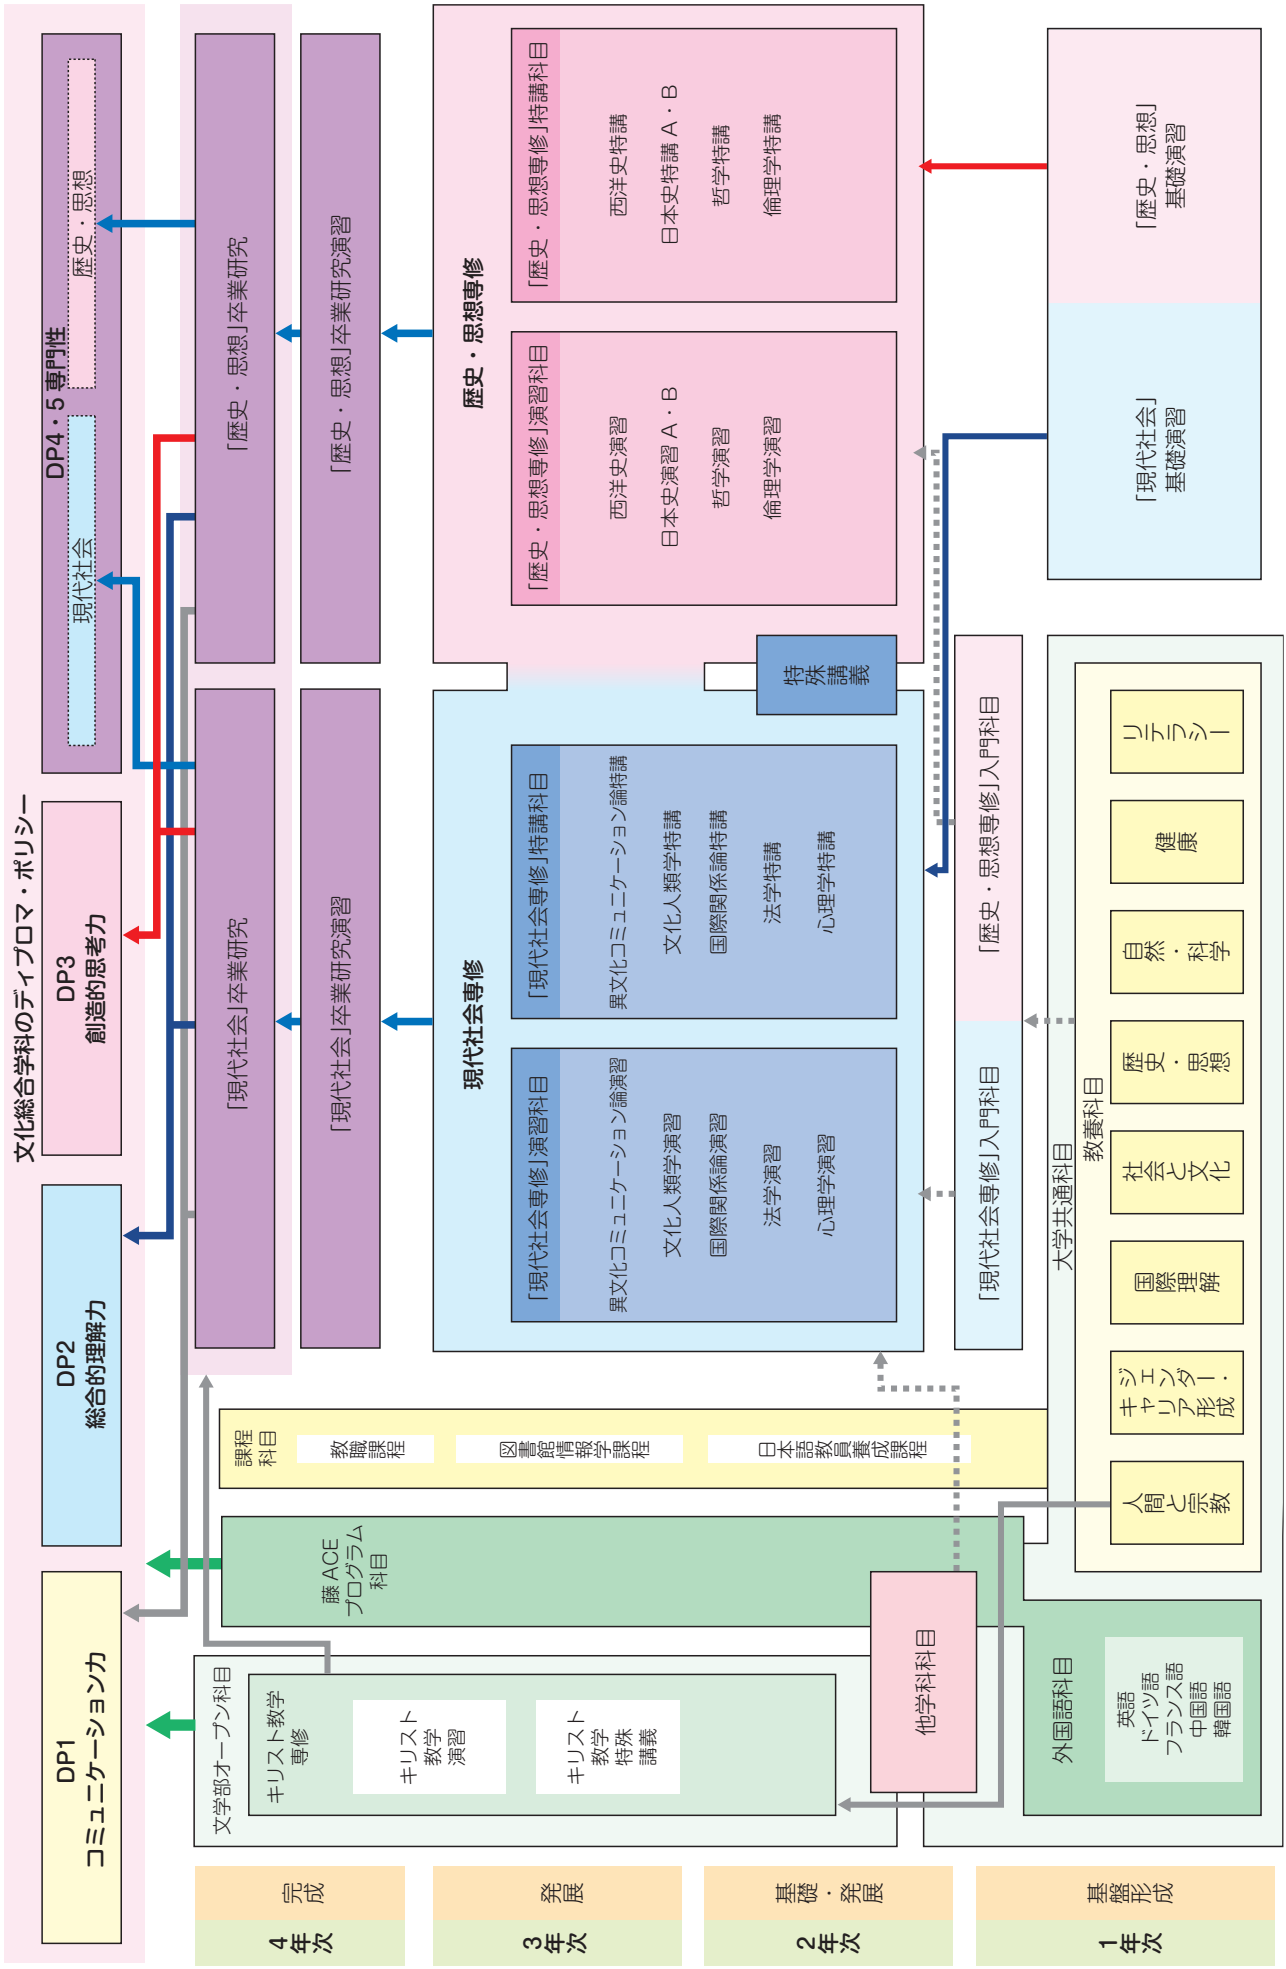 文化総合学科のディプロマ・ポリシー
DP1
コミュニケーション力
DP2
総合的理解力
DP3
創造的思考力
DP4・5 専門性
現代社会
歴史・思想
4年次
完成
3年次
発展
2年次
基礎・発展
1年次
基盤形成
文学部オープン科目
キリスト教学
専修
キリスト
教学
演習
キリスト
教学
特殊
講義
他学科科目
藤 ACE
プログラム
科目
課程
科目
教職課程
図書館情報学課程
日本語教員養成課程
「現代社会」卒業研究
「歴史・思想」卒業研究
「現代社会」卒業研究演習
「歴史・思想」卒業研究演習
現代社会専修
「現代社会専修」演習科目
異文化コミュニケーション論演習
文化人類学演習
国際関係論演習
法学演習
心理学演習
「現代社会専修」特講科目
異文化コミュニケーション論特講
文化人類学特講
国際関係論特講
法学特講
心理学特講
特殊
講義
歴史・思想専修
「歴史・思想専修」演習科目
西洋史演習
日本史演習 A・B
哲学演習
倫理学演習
「歴史・思想専修」特講科目
西洋史特講
日本史特講 A・B
哲学特講
倫理学特講
「現代社会専修」入門科目
「歴史・思想専修」入門科目
「現代社会」
基礎演習
「歴史・思想」
基礎演習
大学共通科目
教養科目
外国語科目
英語
ドイツ語
フランス語
中国語
韓国語
人間と宗教
ジェンダー・
キャリア形成
国際理解
社会と文化
歴史・思想
自然・科学
健康
リテラシー